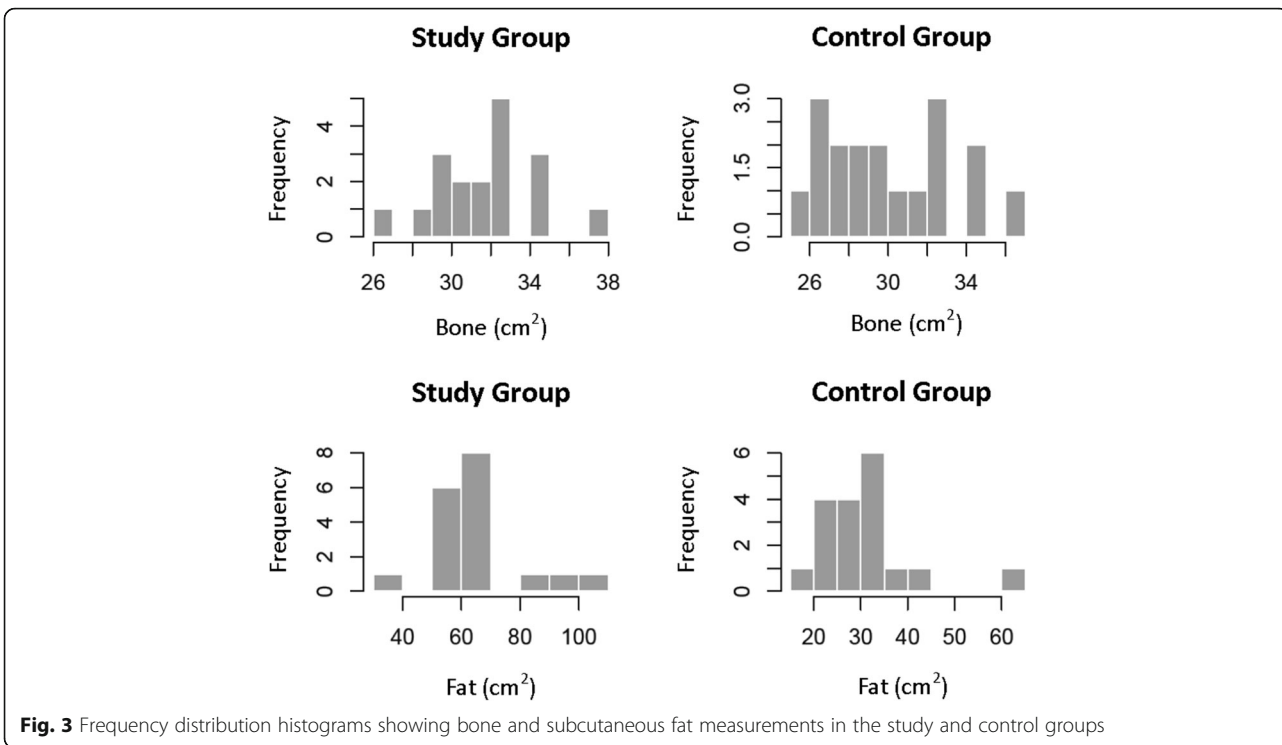 Study Group
Control Group
Frequency
0 2 4
26 30 34 38
Bone (cm²)
Frequency
0.0 1.5 3.0
26 30 34
Bone (cm²)
Study Group
Control Group
Frequency
0 2 4 6 8
40 60 80 100
Fat (cm²)
Frequency
0 2 4 6
20 30 40 50 60
Fat (cm²)
Fig. 3 Frequency distribution histograms showing bone and subcutaneous fat measurements in the study and control groups